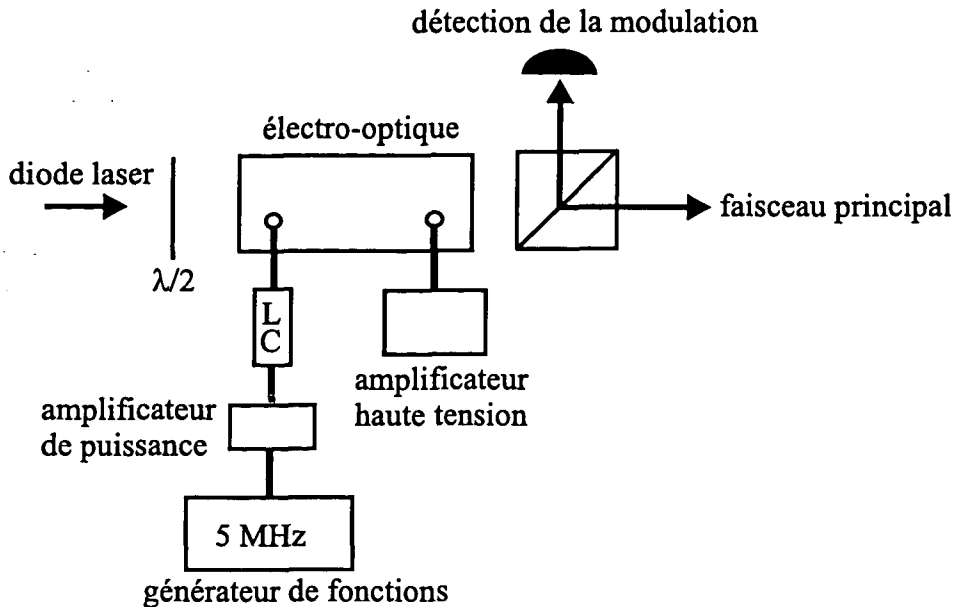 détection de la modulation
électro-optique
diode laser
faisceau principal
λ/2
L
C
amplificateur
haute tension
amplificateur
de puissance
5 MHz
générateur de fonctions